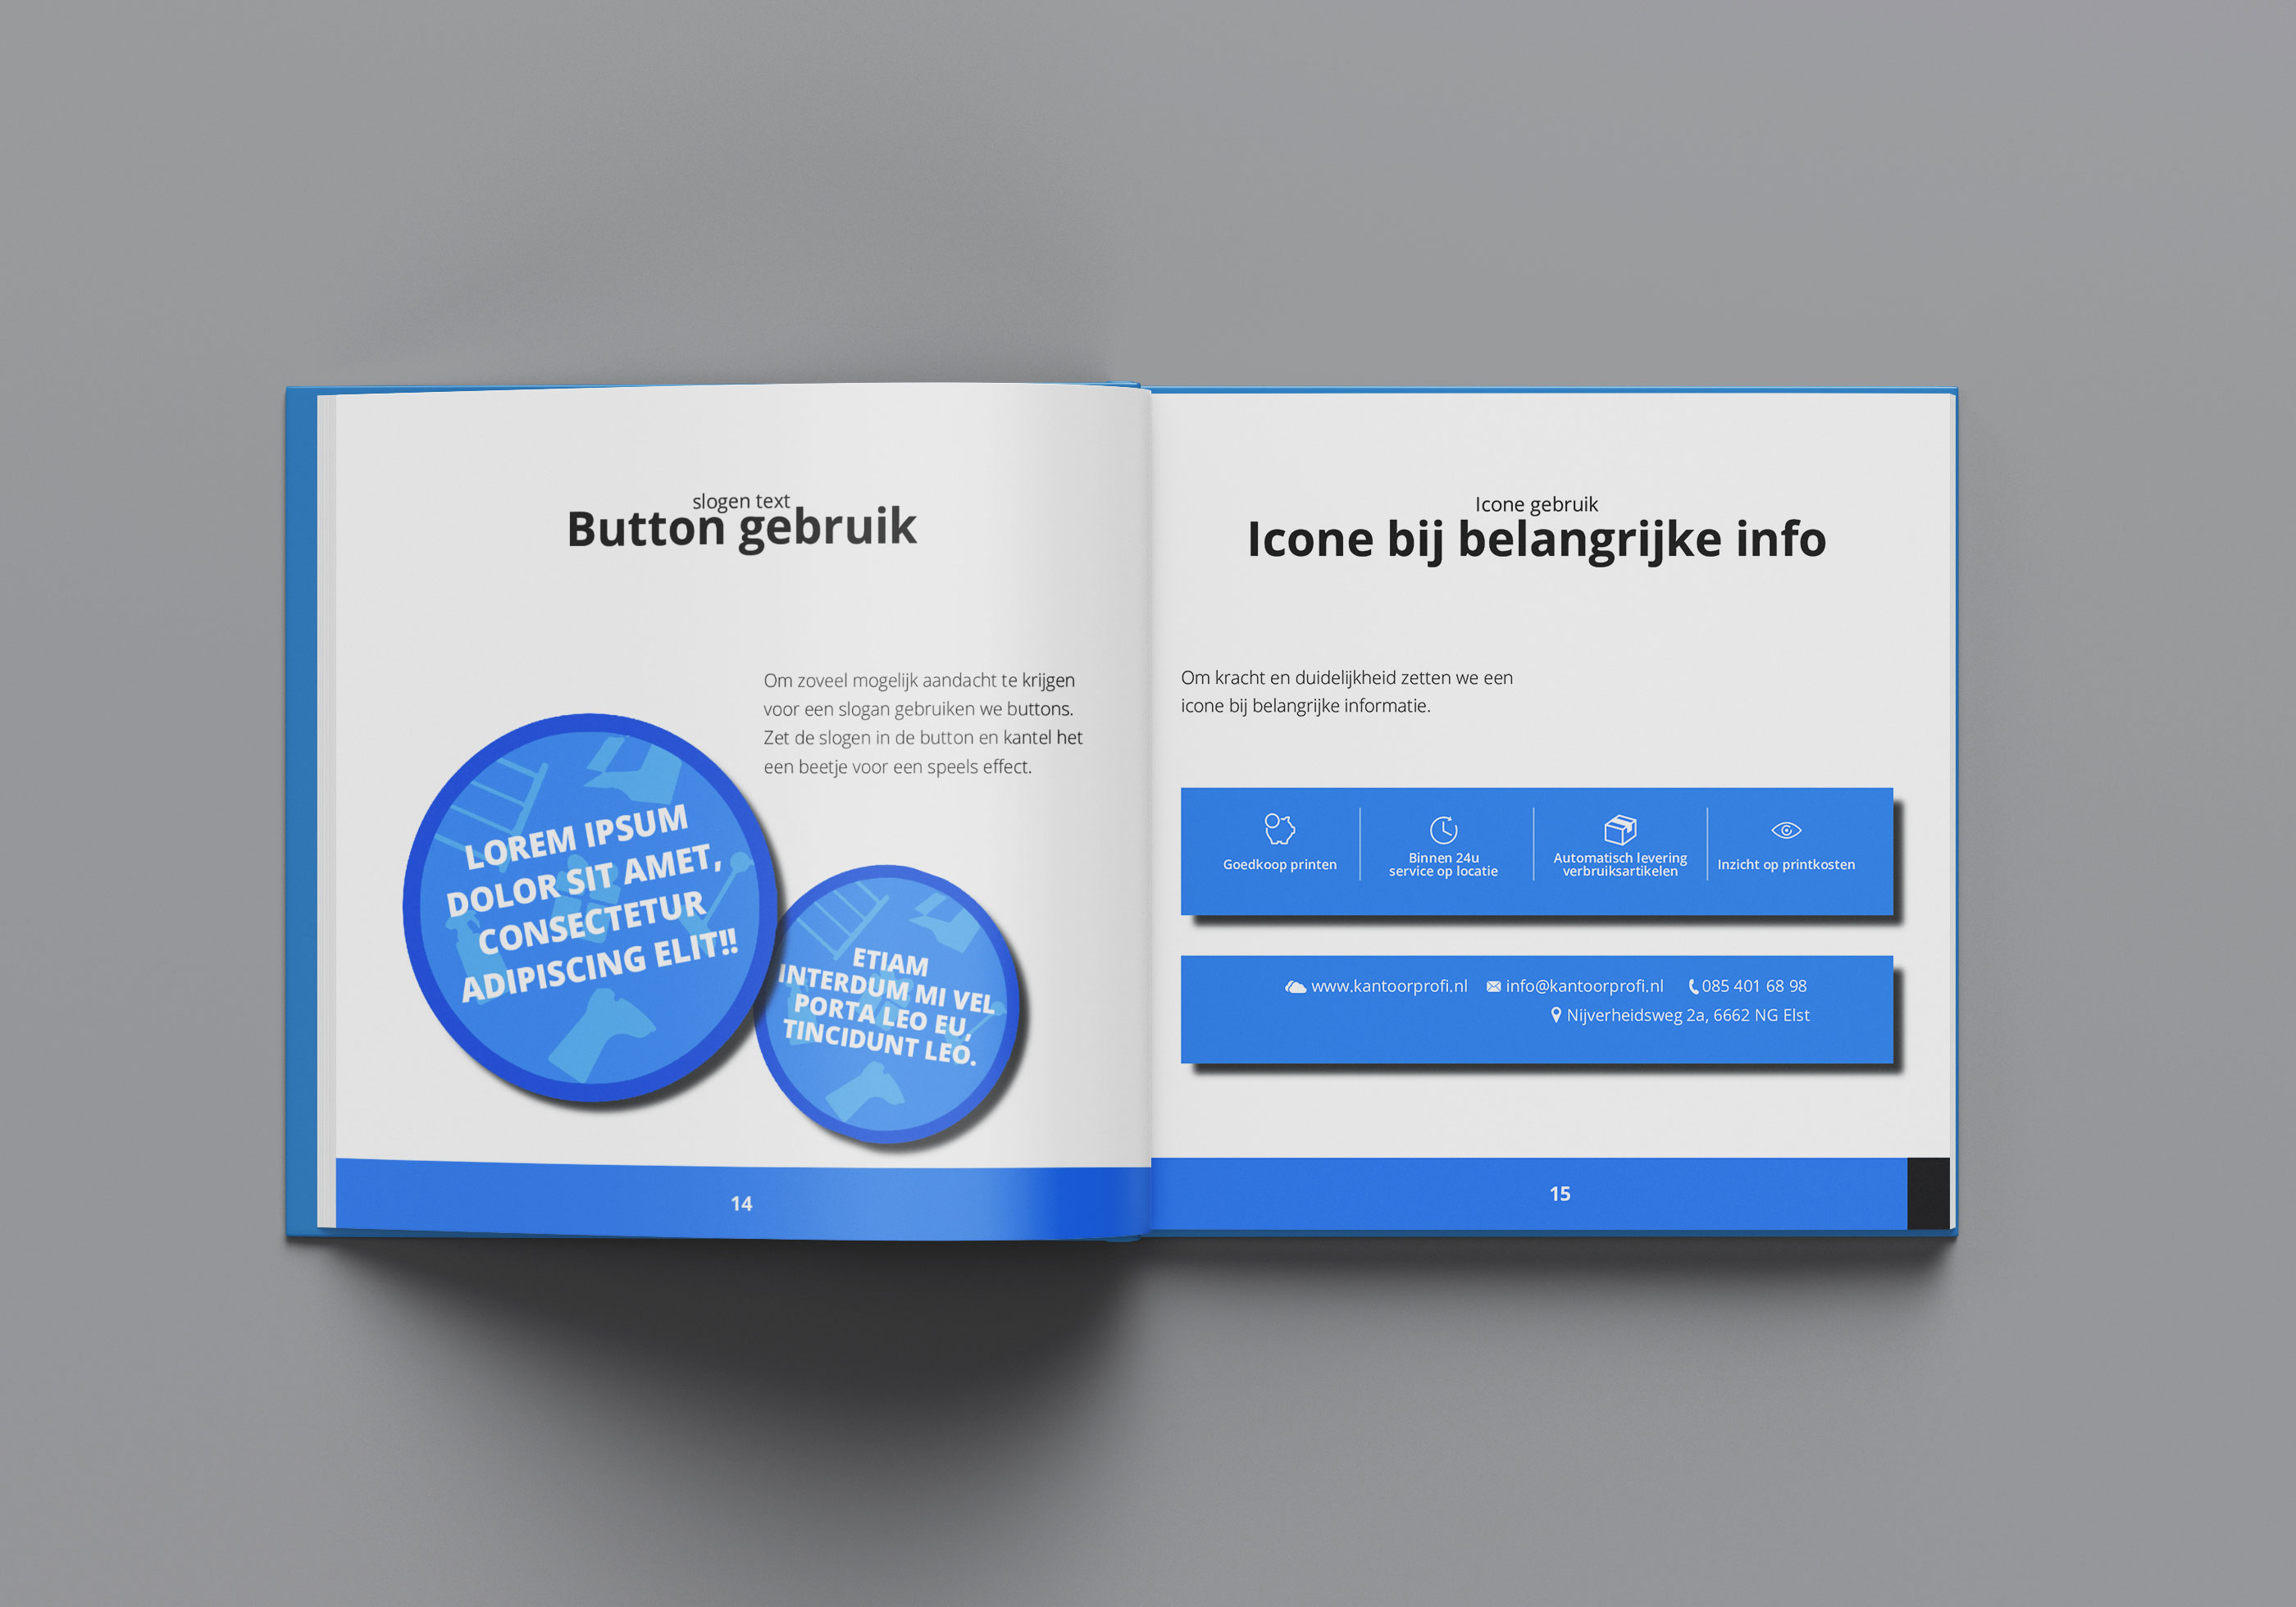 slogen text
Button gebruik
Om zoveel mogelijk aandacht te krijgen
voor een slogan gebruiken we buttons.
Zet de slogen in de button en kantel het
een beetje voor een speels effect.
LOREM IPSUM
DOLOR SIT AMET,
CONSECTETUR
ADIPISCING ELIT!!
ETIAM
INTERDUM MI VEL
PORTA LEO EU,
TINCIDUNT LEO.
14
Icone gebruik
Icone bij belangrijke info
Om kracht en duidelijkheid zetten we een
icone bij belangrijke informatie.
Goedkoop printen
Binnen 24u
service op locatie
Automatisch levering
verbruiksartikelen
Inzicht op printkosten
www.kantoorprofi.nl info@kantoorprofi.nl 085 401 68 98
Nijverheidsweg 2a, 6662 NG Elst
15